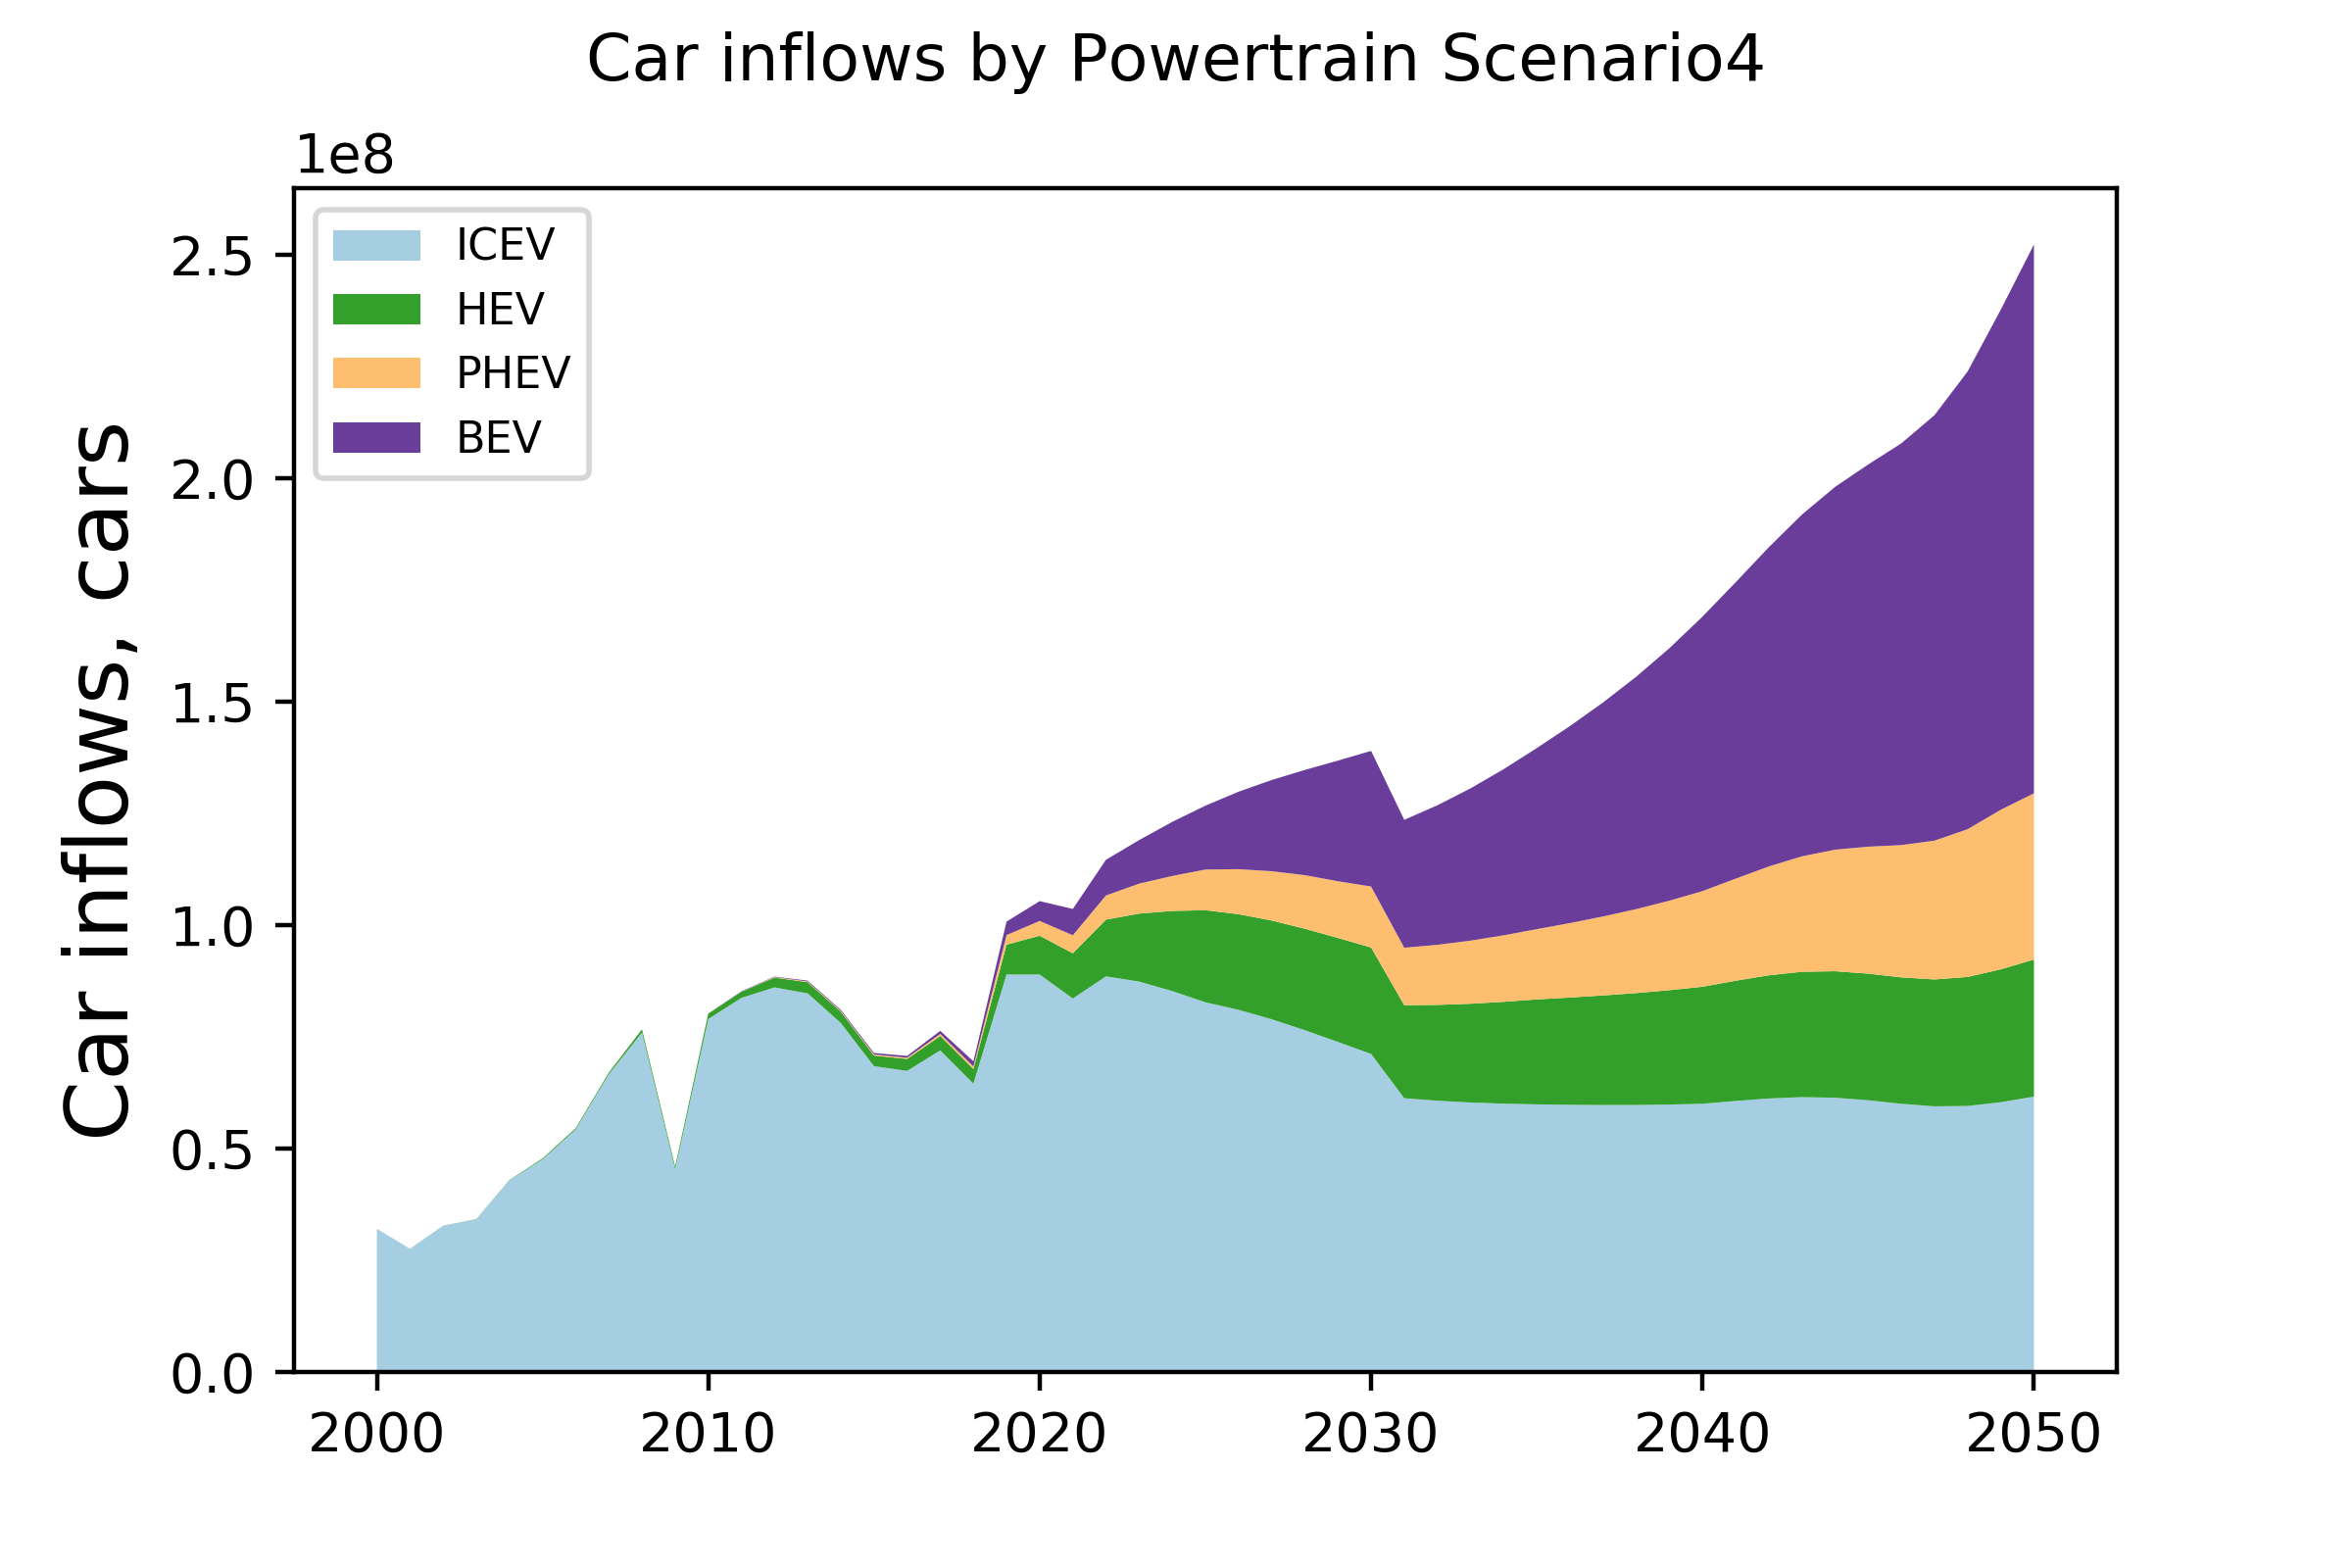 Car inflows by Powertrain Scenario4
1e8
ICEV
HEV
PHEV
BEV
2.5
2.0
1.5
1.0
0.5
0.0
Car inflows, cars
2000 2010 2020 2030 2040 2050